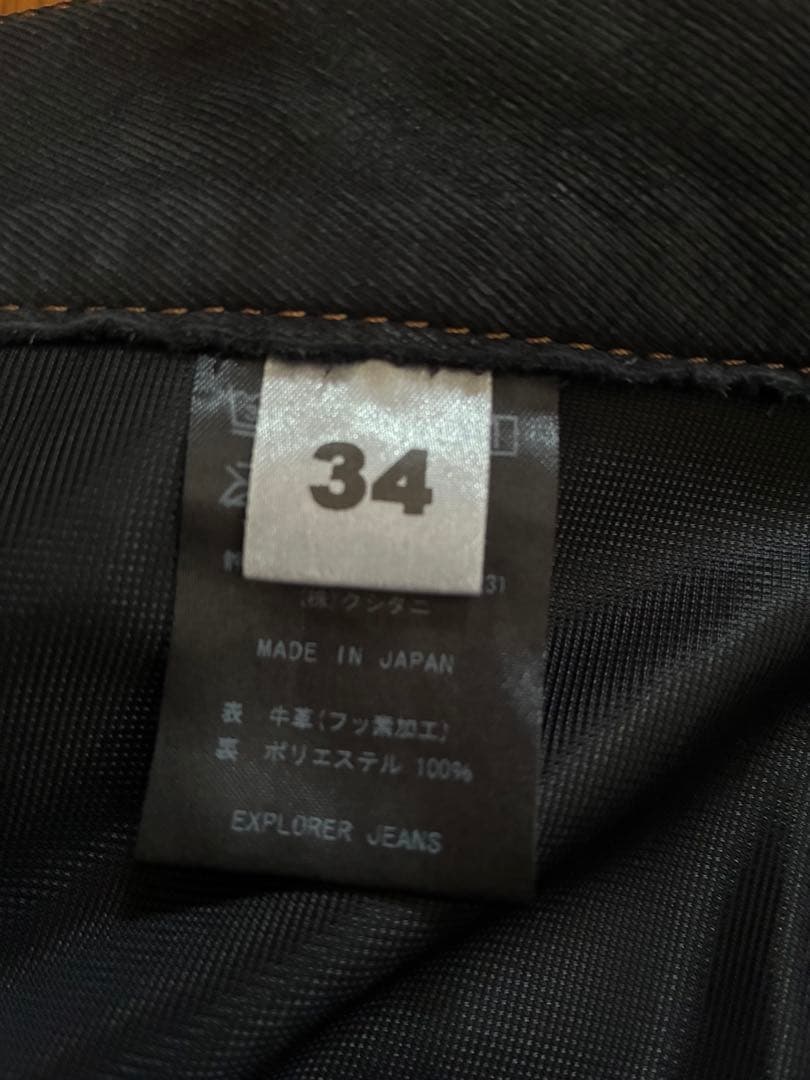 34
31
(株)クシタニ
MADE IN JAPAN
表 牛革(フッ素加工)
裏 ポリエステル 100%
EXPLORER JEANS